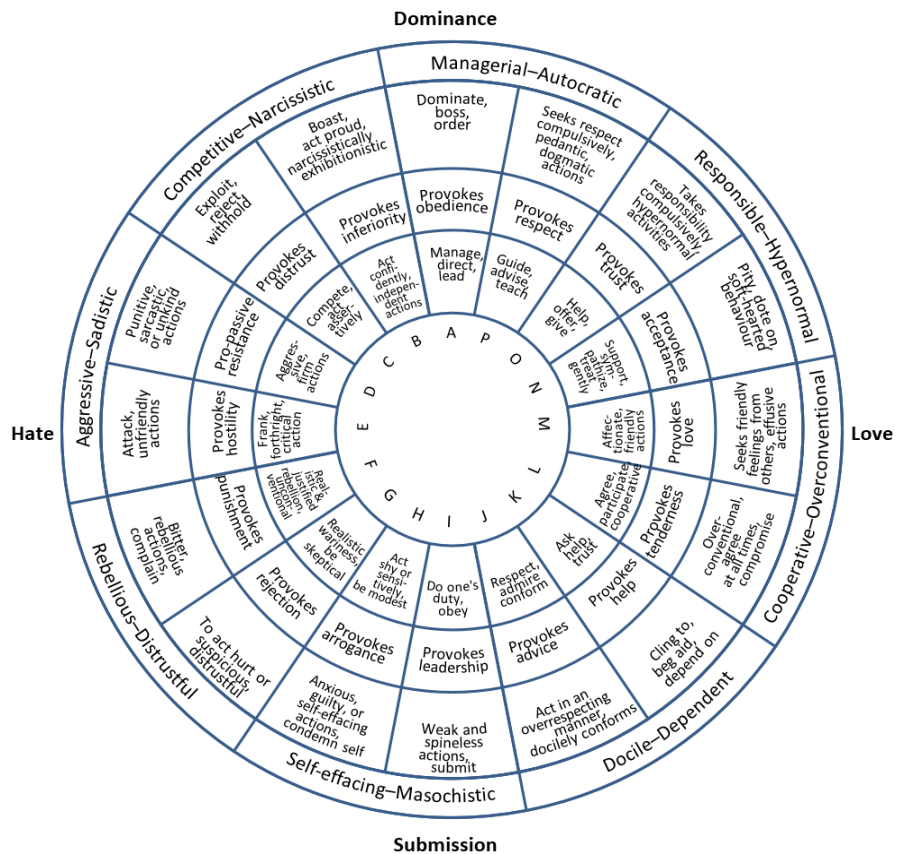 Dominance
Managerial–Autocratic
Responsible–Hypernormal
Love
Cooperative–Overconventional
Docile–Dependent
Submission
Self-effacing–Masochistic
Rebellious–Distrustful
Hate
Aggressive–Sadistic
Competitive–Narcissistic
Dominate,
boss,
order
Seeks respect
compulsively,
pedantic,
dogmatic
actions
Takes
responsibility
compulsively,
hypernormal
activities
Pity, dote on,
soft-hearted
behaviour
Seeks friendly
feelings from
others, effusive
actions
Over-
conventional,
agree
at all times,
compromise
Cling to,
beg aid,
depend on
Act in an
overrespecting
manner,
docilely conforms
Weak and
spineless
actions,
submit
Anxious,
guilty, or
self-effacing
actions,
condemn self
To act hurt or
suspicious,
distrustful
Bitter,
rebellious
actions,
complain
Attack,
unfriendly
actions
Punitive,
sarcastic,
or unkind
actions
Exploit,
reject
withhold
Boast,
act proud,
narcissistically
exhibitionistic
Provokes
obedience
Provokes
respect
Provokes
trust
Provokes
acceptance
Provokes
love
Provokes
tenderness
Provokes
help
Provokes
advice
Provokes
leadership
Provokes
arrogance
Provokes
rejection
Provokes
punishment
Provokes
hostility
Pro-passive
resistance
Provokes
distrust
Provokes
inferiority
Manage,
direct,
lead
Guide,
advise,
teach
Help,
offer,
give
Support,
sym-
pathize,
treat
gently
Affec-
tionate,
friendly
actions
Agree,
participate
cooperative
Ask
help,
trust
Respect,
admire
conform
Do one's
duty,
obey
Act
shy or
sensi-
tively,
be modest
Realistic
wariness,
be
skeptical
Real-
istic &
justified
rebellion,
uncon-
ventional
Frank,
forthright,
critical
action
Aggres-
sive,
firm
actions
Compete,
act
asser-
tively
Act
confi-
dently,
indepen-
dent
actions
A
P
O
N
M
L
K
J
I
H
G
F
E
D
C
B